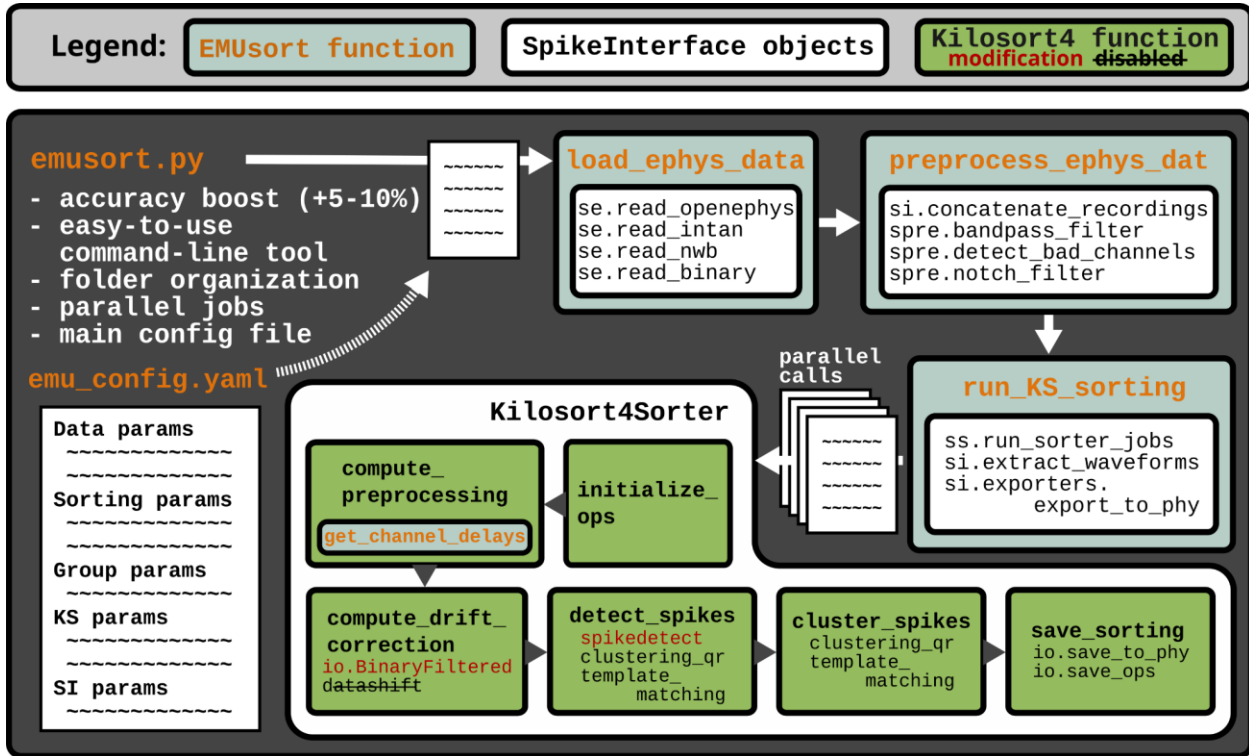 Legend:
EMUsort function
SpikeInterface objects
Kilosort4 function
modification disabled
emusort.py
- accuracy boost (+5-10%)
- easy-to-use
command-line tool
- folder organization
- parallel jobs
- main config file
emu_config.yaml
Data params
~~~~~~~~~~~~~
~~~~~~~~~~~~~
Sorting params
~~~~~~~~~~~~~
~~~~~~~~~~~~~
Group params
~~~~~~~~~~~~~
KS params
~~~~~~~~~~~~~
~~~~~~~~~~~~~
SI params
~~~~~~~~~~~~~
~~~~~~
~~~~~~
~~~~~~
~~~~~~
load_ephys_data
se.read_openephys
se.read_intan
se.read_nwb
se.read_binary
preprocess_ephys_dat
si.concatenate_recordings
spre.bandpass_filter
spre.detect_bad_channels
spre.notch_filter
run_KS_sorting
ss.run_sorter_jobs
si.extract_waveforms
si.exporters.
export_to_phy
parallel
calls
~~~~~~
~~~~~~
~~~~~~
~~~~~~
Kilosort4Sorter
initialize_
ops
compute_
preprocessing
get_channel_delays
compute_drift_
correction
io.BinaryFiltered
datashift
detect_spikes
spikedetect
clustering_qr
template_
matching
cluster_spikes
clustering_qr
template_
matching
save_sorting
io.save_to_phy
io.save_ops